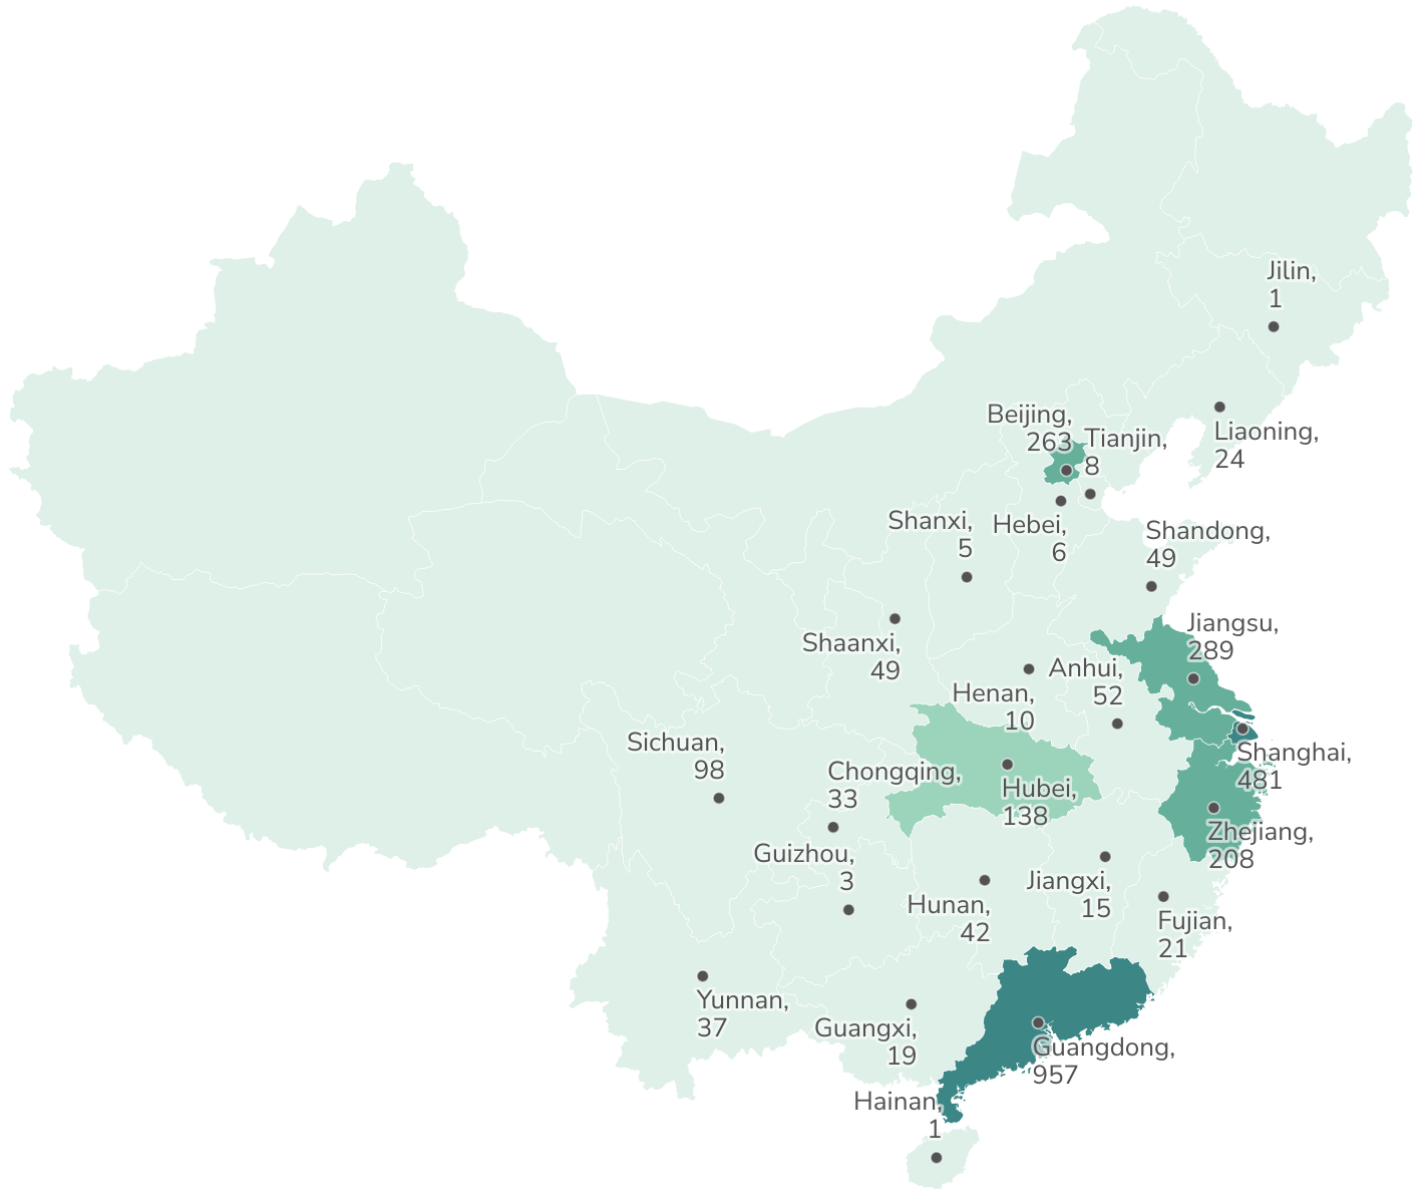 Jilin,
1
Beijing,
263
Tianjin,
8
Liaoning,
24
Shanxi,
5
Hebei,
6
Shandong,
49
Jiangsu,
289
Shaanxi,
49
Anhui,
52
Henan,
10
Sichuan,
98
Chongqing,
33
Hubei,
138
Shanghai,
481
Zhejiang,
208
Guizhou,
3
Jiangxi,
15
Hunan,
42
Fujian,
21
Yunnan,
37
Guangxi,
19
Guangdong,
957
Hainan,
1